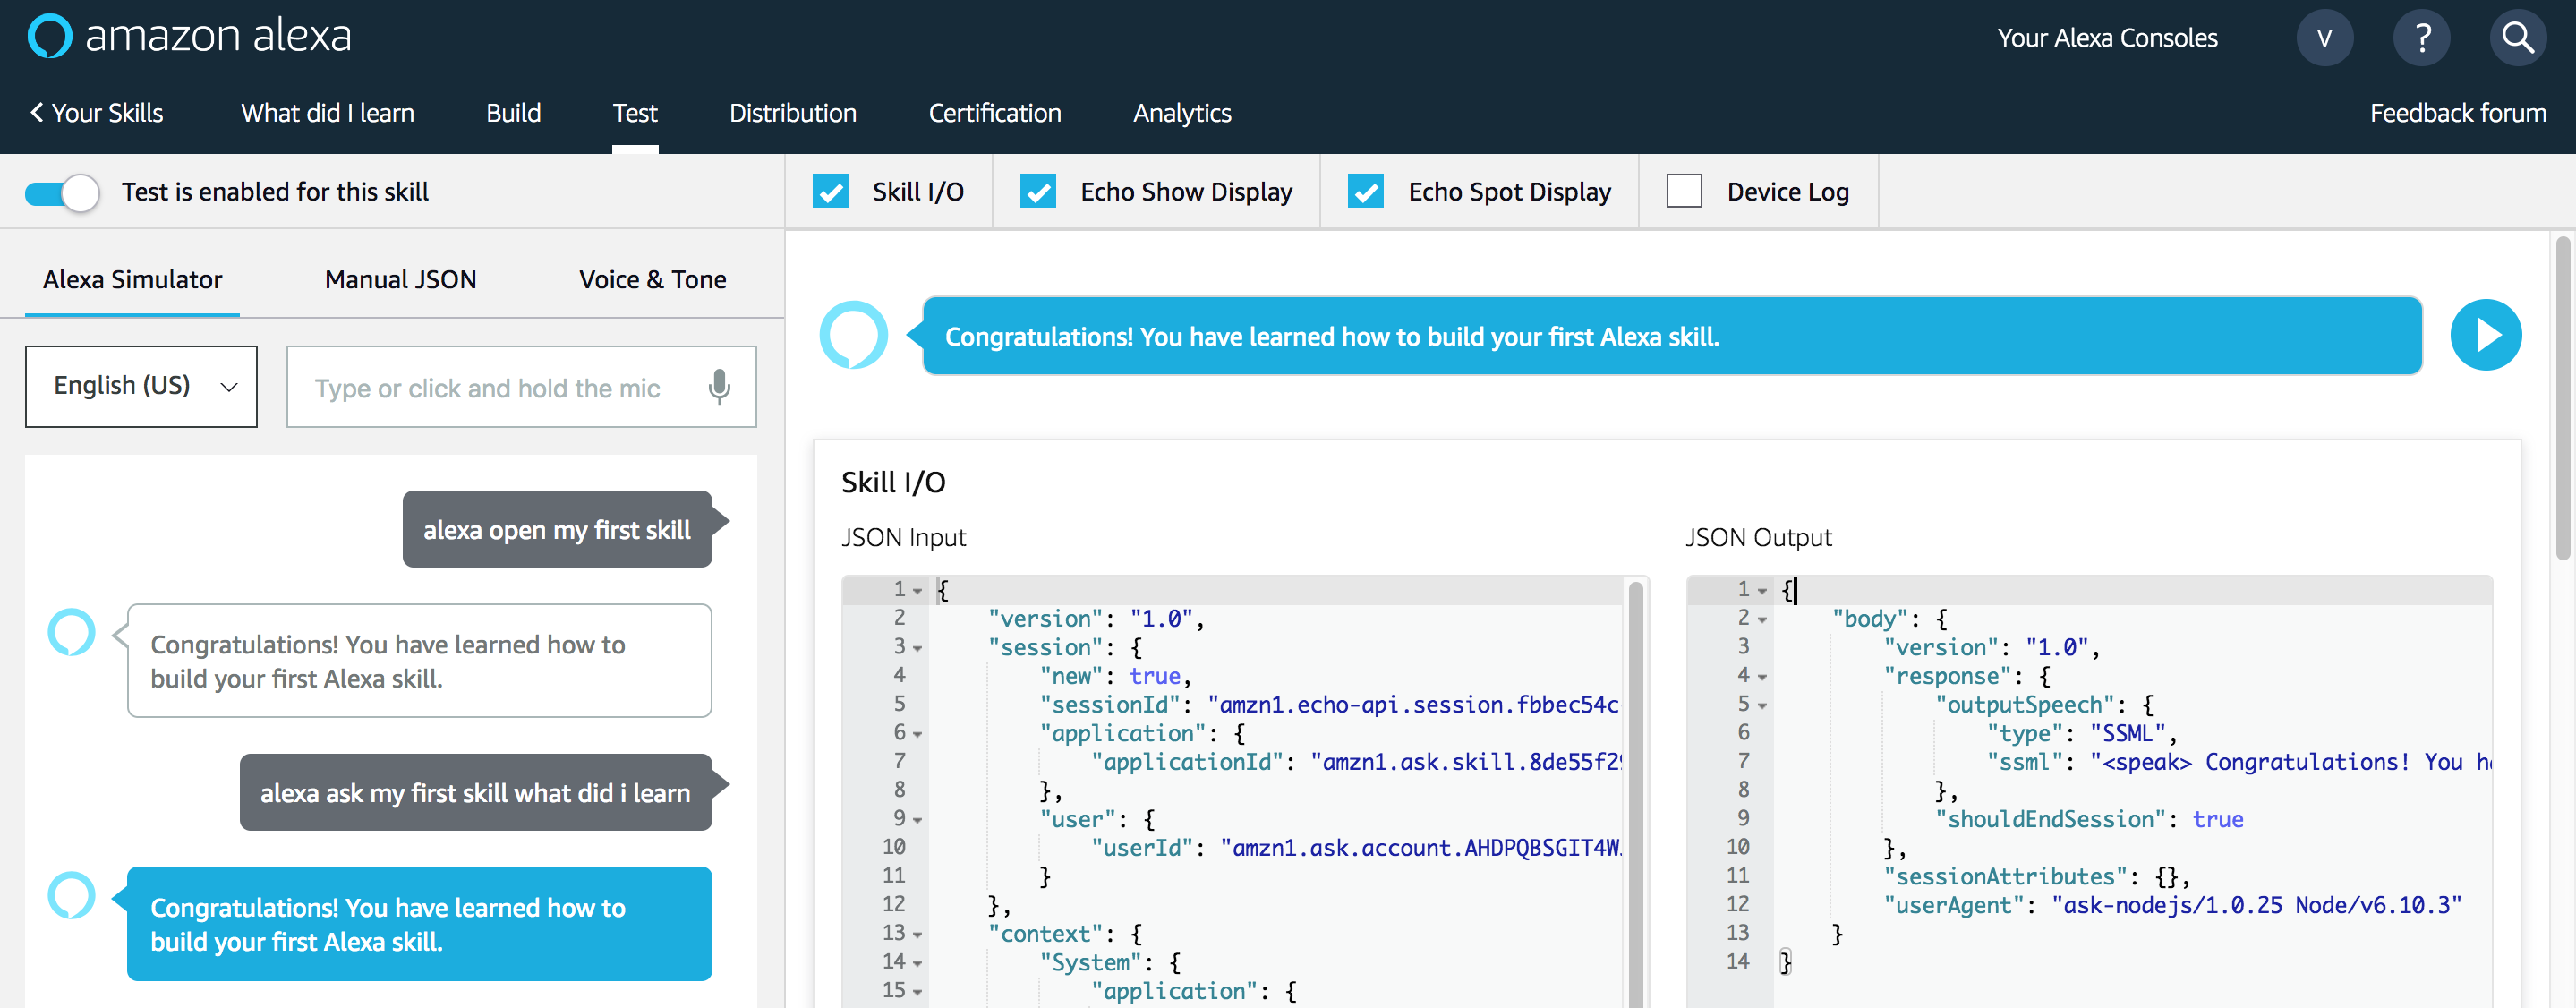 amazon alexa
Your Alexa Consoles
V
?
Your Skills
What did I learn
Build
Test
Distribution
Certification
Analytics
Feedback forum
Test is enabled for this skill
Skill I/O
Echo Show Display
Echo Spot Display
Device Log
Alexa Simulator
Manual JSON
Voice & Tone
English (US)
Type or click and hold the mic
alexa open my first skill
Congratulations! You have learned how to
build your first Alexa skill.
alexa ask my first skill what did i learn
Congratulations! You have learned how to
build your first Alexa skill.
Congratulations! You have learned how to build your first Alexa skill.
Skill I/O
JSON Input
1 {
2 "version": "1.0",
3 "session": {
4 "new": true,
5 "sessionId": "amzn1.echo-api.session.fbbec54c
6 "application": {
7 "applicationId": "amzn1.ask.skill.8de55f29
8 },
9 "user": {
10 "userId": "amzn1.ask.account.AHDPQBSGIT4W
11 }
12 },
13 "context": {
14 "System": {
15 "application": {
JSON Output
1 {
2 "body": {
3 "version": "1.0",
4 "response": {
5 "outputSpeech": {
6 "type": "SSML",
7 "ssml": "<speak> Congratulations! You h
8 },
9 "shouldEndSession": true
10 },
11 "sessionAttributes": {},
12 "userAgent": "ask-nodejs/1.0.25 Node/v6.10.3"
13 }
14 }